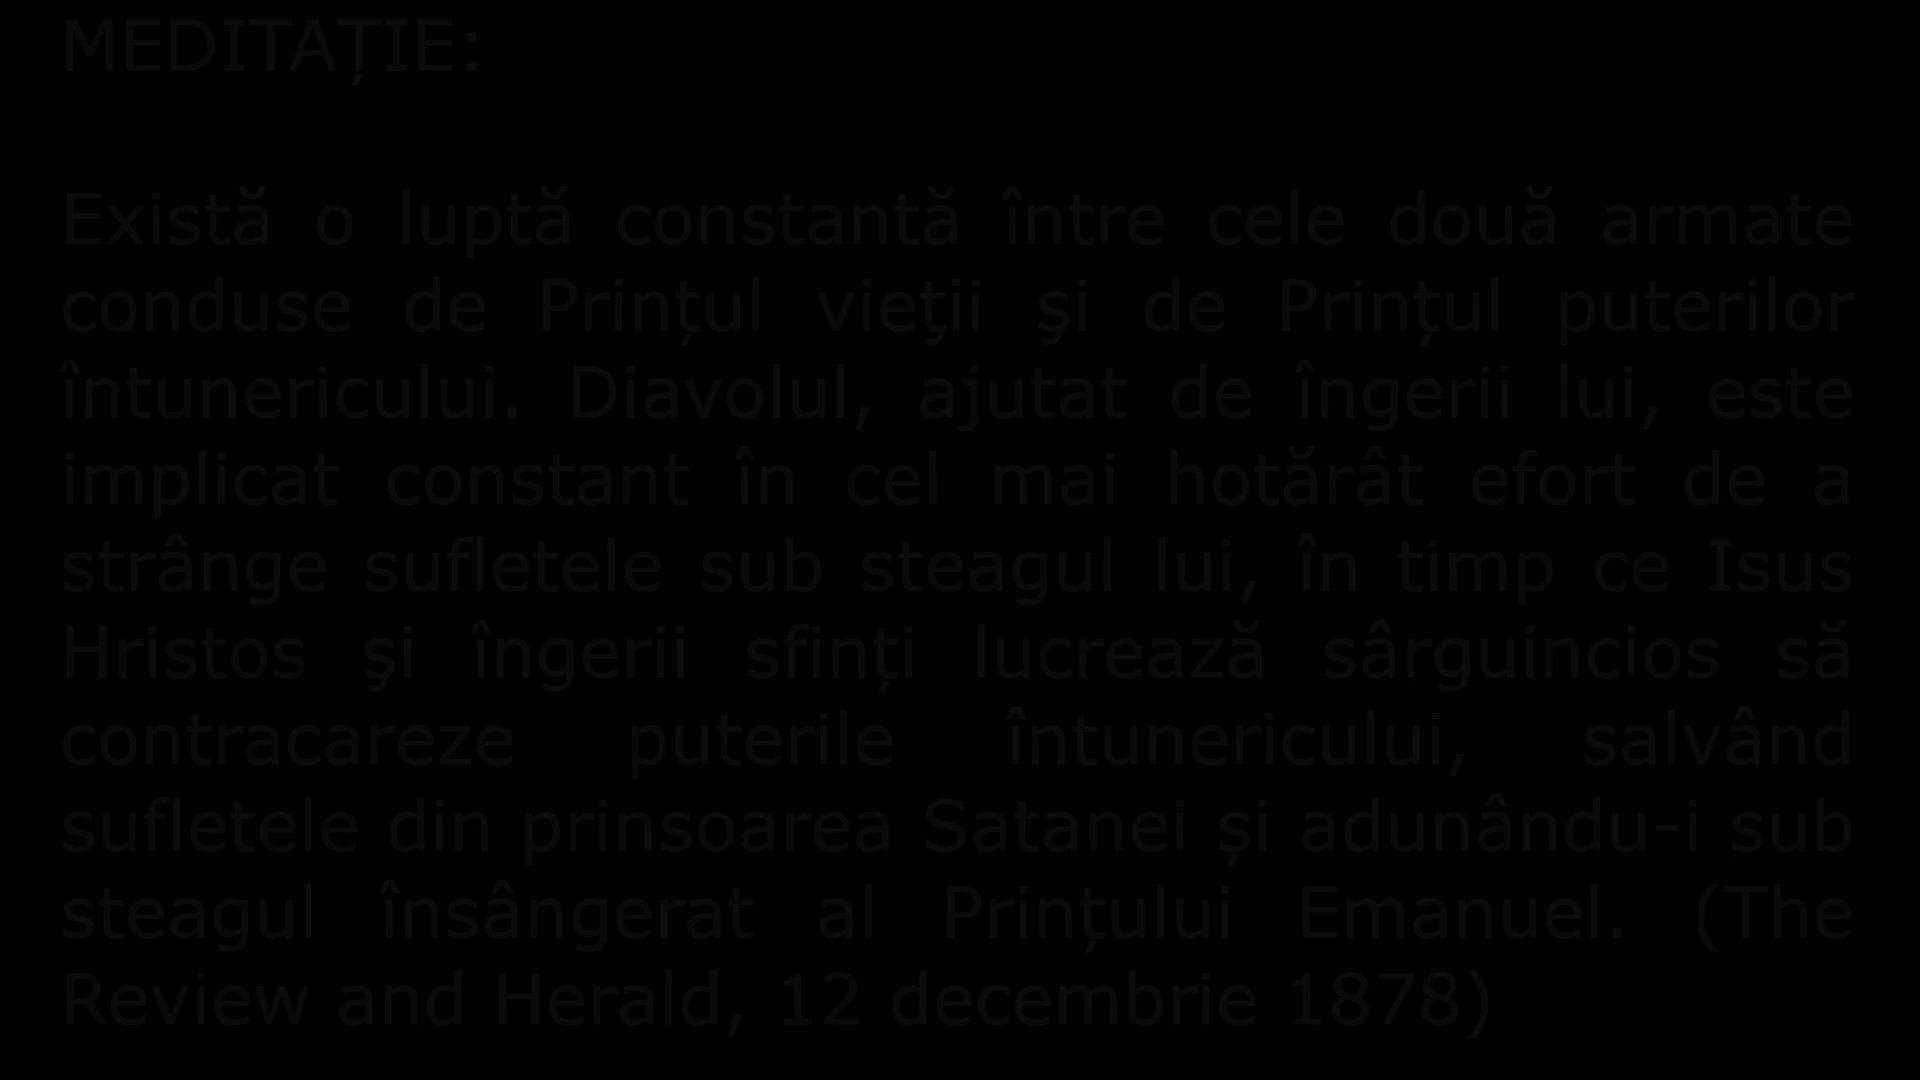 MEDITAȚIE:
Există o luptă constantă între cele două armate
conduse de Prințul vieţii şi de Prințul puterilor
întunericului. Diavolul, ajutat de îngerii lui, este
implicat constant în cel mai hotărât efort de a
strânge sufletele sub steagul lui, în timp ce Isus
Hristos şi îngerii sfinți lucrează sârguincios să
contracareze puterile întunericului, salvând
sufletele din prinsoarea Satanei și adunându-i sub
steagul însângerat al Prințului Emanuel. (The
Review and Herald, 12 decembrie 1878)